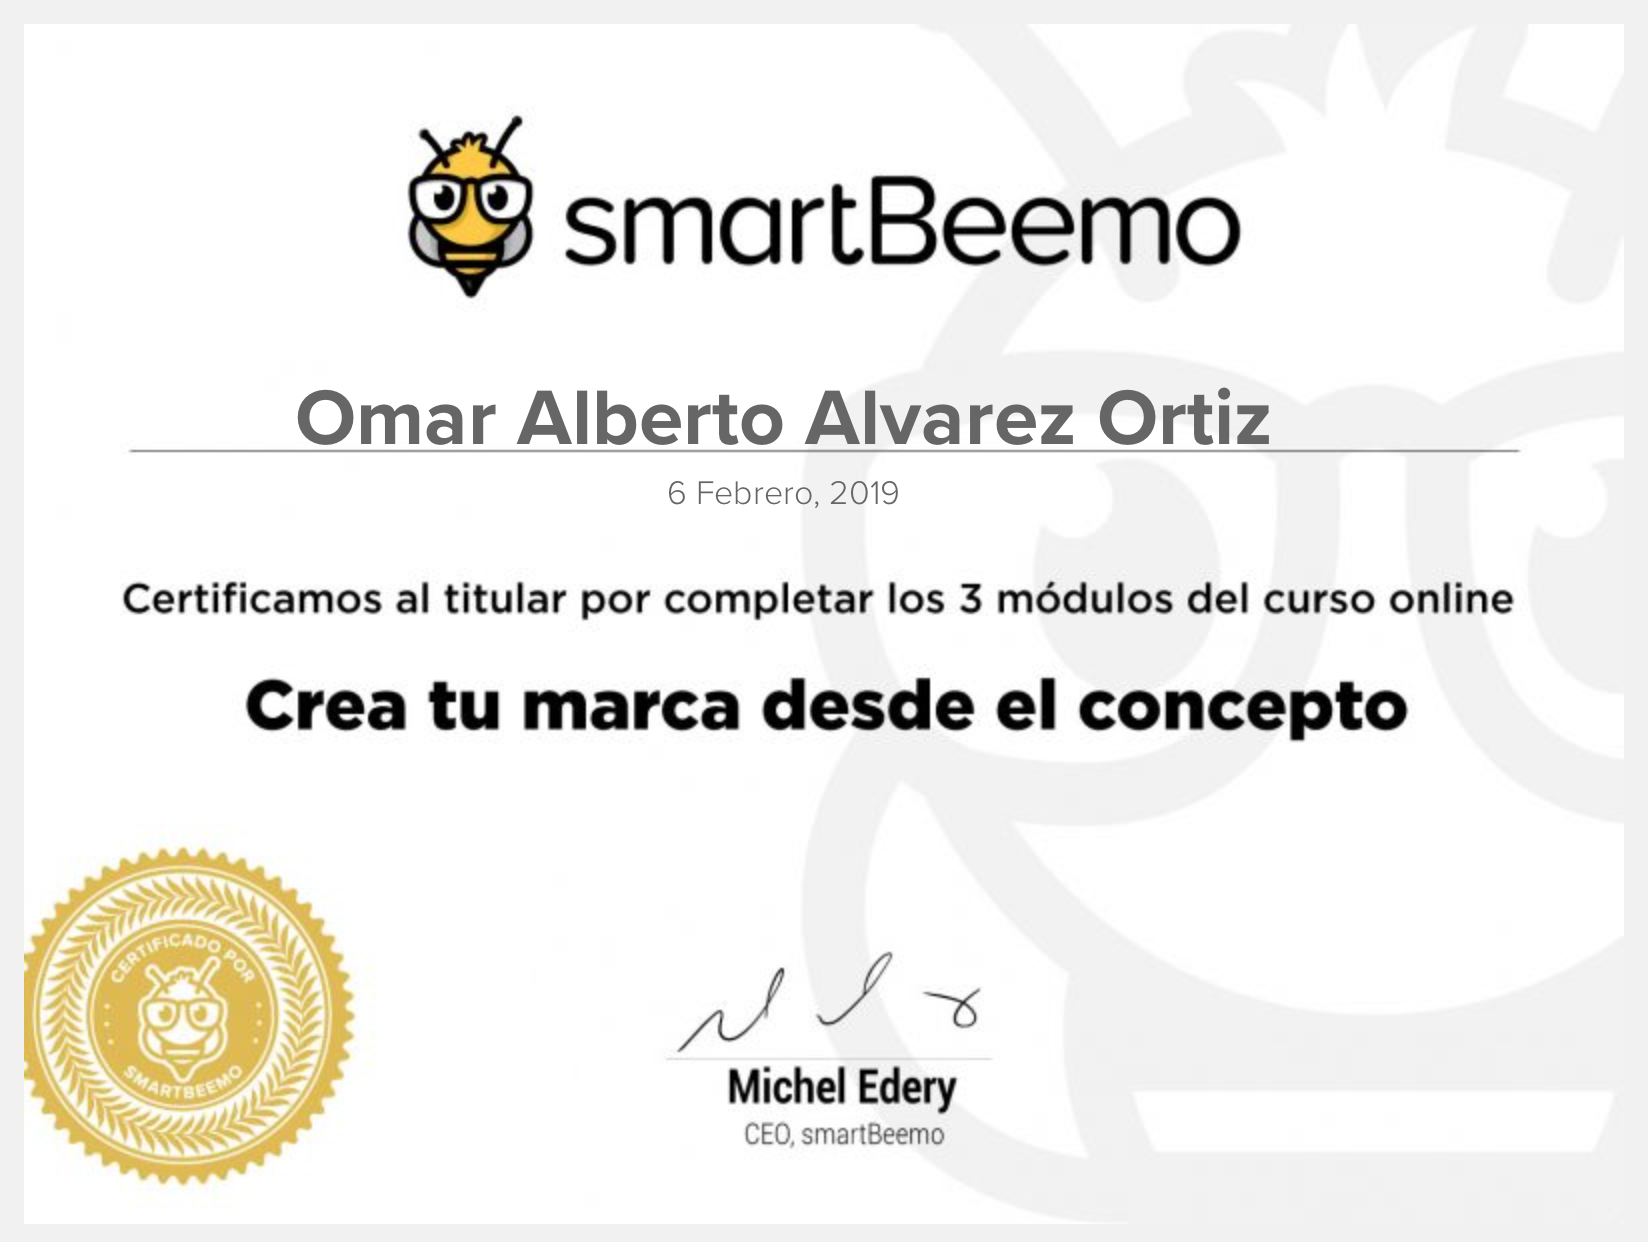 smartBeemo
Omar Alberto Alvarez Ortiz
6 Febrero, 2019
Certificamos al titular por completar los 3 módulos del curso online
Crea tu marca desde el concepto
CERTIFICADO POR
SMARTBEEMO
Michel Edery
CEO, smartBeemo